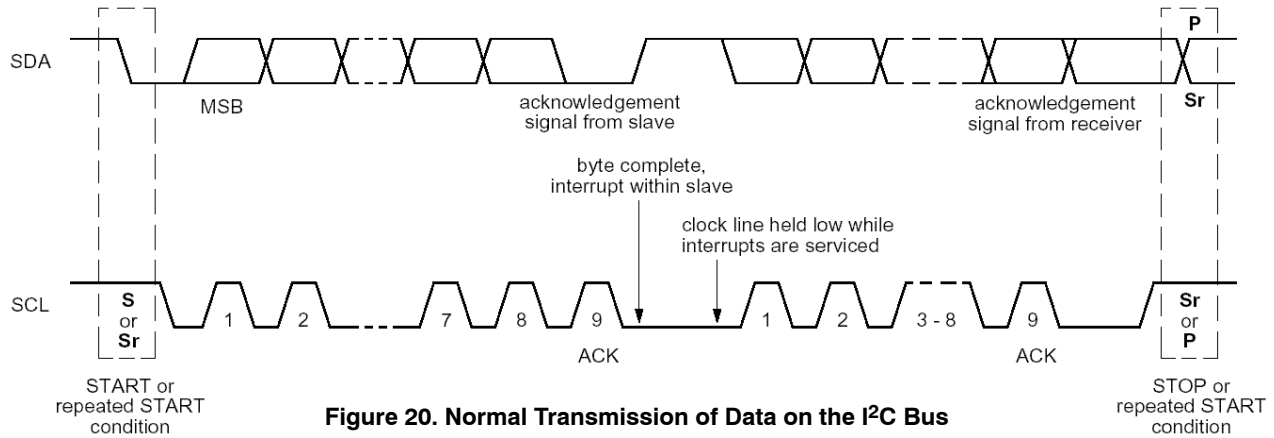 P
SDA
MSB
acknowledgement
signal from slave
acknowledgement
signal from receiver
Sr
byte complete,
interrupt within slave
clock line held low while
interrupts are serviced
SCL
S
or
Sr
1
2
7
8
9
1
2
3 - 8
9
Sr
or
P
ACK
ACK
START or
repeated START
condition
STOP or
repeated START
condition
Figure 20. Normal Transmission of Data on the I²C Bus